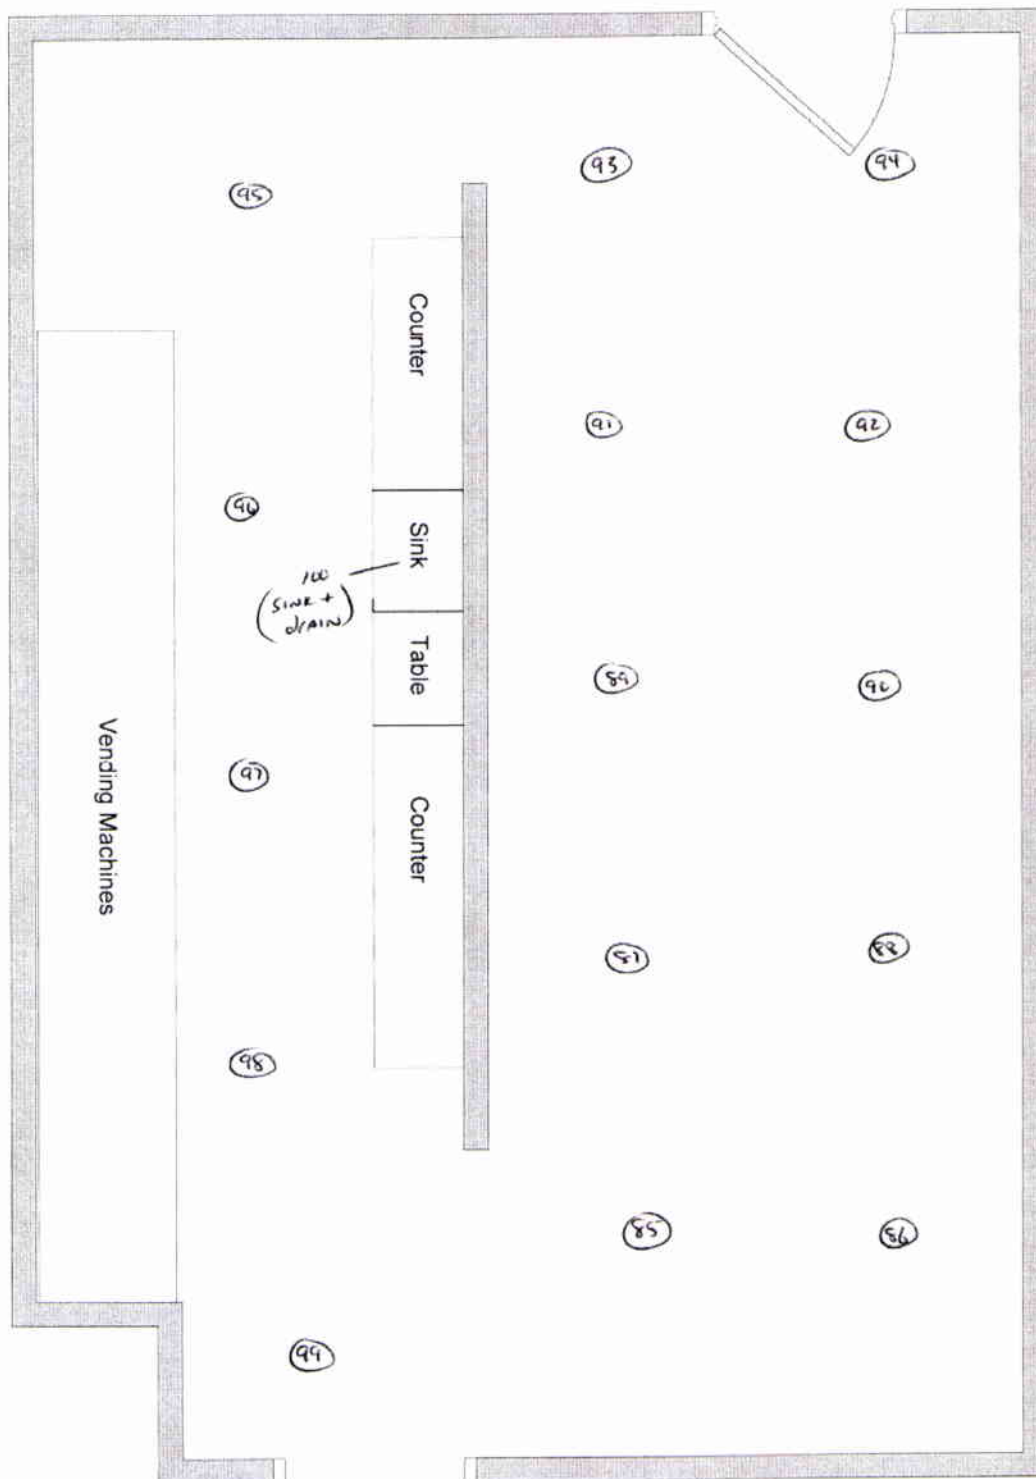 93
94
95
Counter
91
92
96
Sink
100
(SINK +
drain)
Table
89
90
97
Vending Machines
Counter
87
88
98
85
86
99